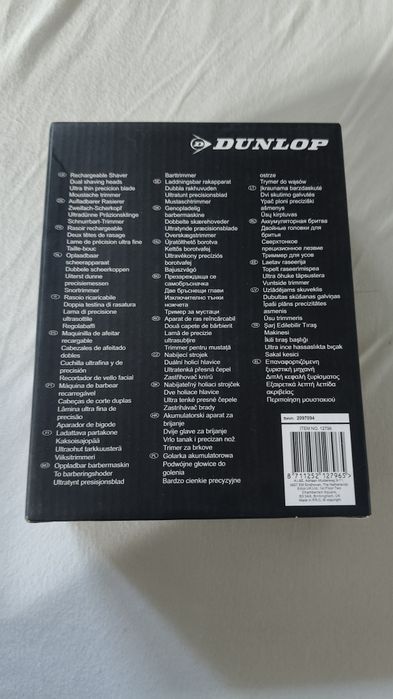 DUNLOP
GB Rechargeable Shaver
Dual shaving heads
Ultra thin precision blade
Moustache trimmer
Aufladbarer Rasierer
Zweifach-Scherkopf
Ultradünne Präzionsklinge
Schnurrbart-Trimmer
Rasoir rechargeable
Deux têtes de rasage
Lame de précision ultra fine
Taille-bouc
Oplaadbaar
scheerapparaat
Dubbele scheerkoppen
Uiterst dunne
precisiemessen
Snortrimmer
Rasoio ricaricabile
Doppia testina di rasatura
Lama di precisione
ultrasottile
Regolabaffi
Maquinilla de afeitar
recargable
Cabezales de afeitado
dobles
Cuchilla ultrafina y de
precisión
Recortador de vello facial
Máquina de barbear
recarregável
Cabeças de corte duplas
Lâmina ultra fina de
precisão
Aparador de bigode
Ladattava partakone
Kaksoisajopää
Ultraohut tarkkuusterä
Viiksitrimmeri
Oppladbar barbermaskin
To barberingshoder
Ultratynt presisjonsblad
Barttrimmer
Laddningsbar rakapparat
Dubbla rakhuvuden
Ultratunt precisionsblad
Mustaschtrimmer
Genopladelig
barbermaskine
Dobbelte skærehoveder
Ultratynde præcisionsblade
Overskægstrimmer
Újratölthető borotva
Kettős borotvafej
Ultravékony precíziós
borotvafej
Bajuszvágó
Презареждаща се
самобръсначка
Две бръснещи глави
Изключително тънки
ножчета
Тример за мустаци
Aparat de ras reîncărcabil
Două capete de bărbierit
Lamă de precizie
ultrasubțire
Trimmer pentru mustață
Nabíjecí strojek
Duální holicí hlavice
Ultratenká přesná čepel
Zastřihovač knírů
Nabíjateľný holiaci strojček
Dve holiace hlavice
Ultra tenké presné čepele
Zastrihávač brady
Akumulatorski aparat za
brijanje
Dvije glave za brijanje
Vrlo tanak i precizan nož
Trimer za brkove
Golarka akumulatorowa
Podwójne głowice do
golenia
Bardzo cienkie precyzyjne
ostrze
Trymer do wąsów
Įkraunama barzdaskutė
Dvi skutimo galvutės
Ypač ploni preciziški
ašmenys
Ūsų kirptuvas
Аккумуляторная бритва
Двойные головки для
бритья
Сверхтонкое
прецизионное лезвие
Триммер для усов
Laetav raseerija
Topelt raseerimispea
Ultra õhuke täpsustera
Vuntside trimmer
Uzlādējams skuveklis
Dubultas skūšanas galviņas
Īpaši plāns precizitātes
asmens
Ūsu trimmeris
Şarj Edilebilir Tıraş
Makinesi
İkili tıraş başlığı
Ultra ince hassaslıkta bıçak
Sakal kesici
Επαναφορτιζόμενη
ξυριστική μηχανή
Διπλή κεφαλή ξυρίσματος
Εξαιρετικά λεπτή λεπίδα
ακριβείας
Περιποίηση μουστακιού
Batch: 2097094
ITEM NO. 12796
8 711252 127965